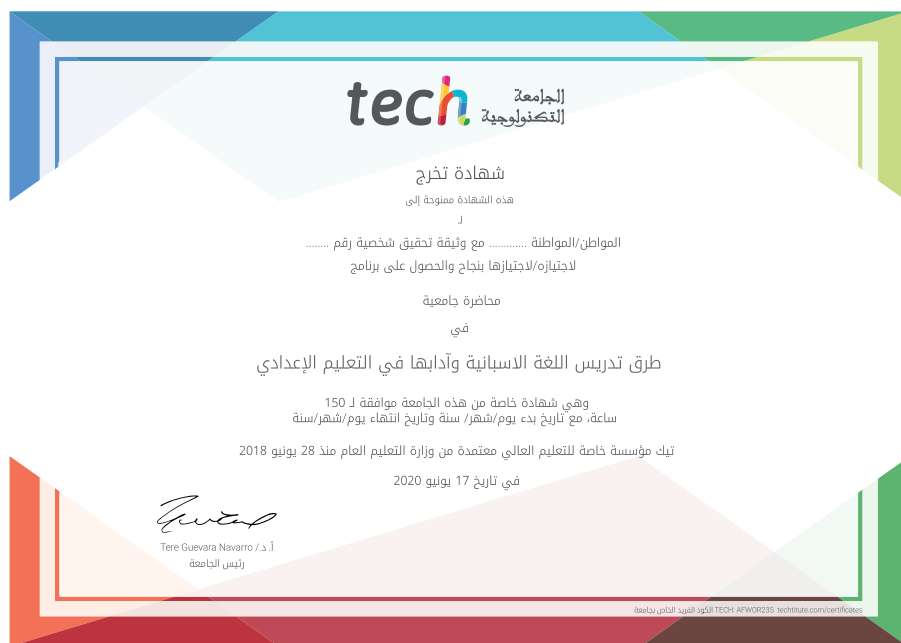 tech الجامعة
التكنولوجية
شهادة تخرج
هذه الشهادة ممنوحة إلى
لـ
المواطن/المواطنة ............. مع وثيقة تحقيق شخصية رقم ........
لاجتيازه/لاجتيازها بنجاح والحصول على برنامج
محاضرة جامعية
في
طرق تدريس اللغة الاسبانية وآدابها في التعليم الإعدادي
وهي شهادة خاصة من هذه الجامعة موافقة لـ 150
ساعة، مع تاريخ بدء يوم/شهر/ سنة وتاريخ انتهاء يوم/شهر/سنة
تيك مؤسسة خاصة للتعليم العالي معتمدة من وزارة التعليم العام منذ 28 يونيو 2018
في تاريخ 17 يونيو 2020
أ. د./ Tere Guevara Navarro
رئيس الجامعة
الكود الفريد الخاص بجامعة TECH: AFWOR23S techtitute.com/certificates